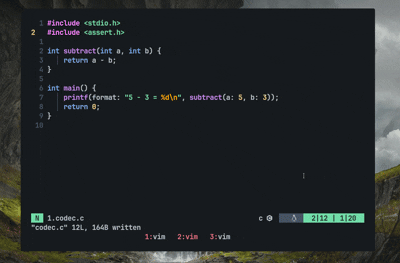 1 #include <stdio.h>
2 #include <assert.h>
1
2 int subtract(int a, int b) {
3 return a - b;
4 }
5
6 int main() {
7 printf(format: "5 - 3 = %d\n", subtract(a: 5, b: 3));
8 return 0;
9 }
10
N 1.codec.c c 2|12 | 1|20
"codec.c" 12L, 164B written
1:vim 2:vim 3:vim